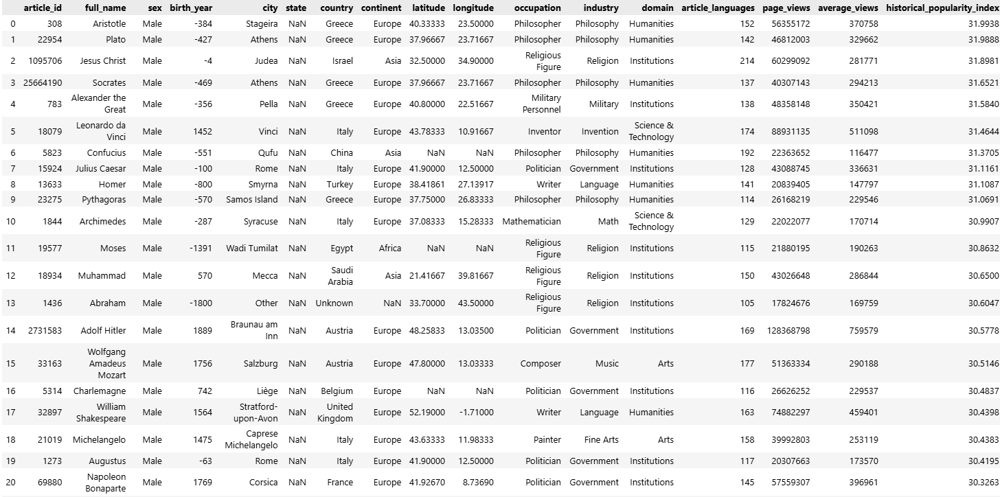 article_id full_name sex birth_year city state country continent latitude longitude occupation industry domain article_languages page_views average_views historical_popularity_index
0 308 Aristotle Male -384 Stageira NaN Greece Europe 40.33333 23.50000 Philosopher Philosophy Humanities 152 56355172 370758 31.9938
1 22954 Plato Male -427 Athens NaN Greece Europe 37.96667 23.71667 Philosopher Philosophy Humanities 142 46812003 329662 31.9888
2 1095706 Jesus Christ Male -4 Judea NaN Israel Asia 32.50000 34.90000 Religious Figure Religion Institutions 214 60299092 281771 31.8981
3 25664190 Socrates Male -469 Athens NaN Greece Europe 37.96667 23.71667 Philosopher Philosophy Humanities 137 40307143 294213 31.6521
4 783 Alexander the Great Male -356 Pella NaN Greece Europe 40.80000 22.51667 Military Personnel Military Institutions 138 48358148 350421 31.5840
5 18079 Leonardo da Vinci Male 1452 Vinci NaN Italy Europe 43.78333 10.91667 Inventor Invention Science & Technology 174 88931135 511098 31.4644
6 5823 Confucius Male -551 Qufu NaN China Asia NaN NaN Philosopher Philosophy Humanities 192 22363652 116477 31.3705
7 15924 Julius Caesar Male -100 Rome NaN Italy Europe 41.90000 12.50000 Politician Government Institutions 128 43088745 336631 31.1161
8 13633 Homer Male -800 Smyrna NaN Turkey Europe 38.41861 27.13917 Writer Language Humanities 141 20839405 147797 31.1087
9 23275 Pythagoras Male -570 Samos Island NaN Greece Europe 37.75000 26.83333 Philosopher Philosophy Humanities 114 26168219 229546 31.0691
10 1844 Archimedes Male -287 Syracuse NaN Italy Europe 37.08333 15.28333 Mathematician Math Science & Technology 129 22022077 170714 30.9907
11 19577 Moses Male -1391 Wadi Tumilat NaN Egypt Africa NaN NaN Religious Figure Religion Institutions 115 21880195 190263 30.8632
12 18934 Muhammad Male 570 Mecca NaN Saudi Arabia Asia 21.41667 39.81667 Religious Figure Religion Institutions 150 43026648 286844 30.6500
13 1436 Abraham Male -1800 Other NaN Unknown NaN 33.70000 43.50000 Religious Figure Religion Institutions 105 17824676 169759 30.6047
14 2731583 Adolf Hitler Male 1889 Braunau am Inn NaN Austria Europe 48.25833 13.03500 Politician Government Institutions 169 128368798 759579 30.5778
15 33163 Wolfgang Amadeus Mozart Male 1756 Salzburg NaN Austria Europe 47.80000 13.03333 Composer Music Arts 177 51363334 290188 30.5146
16 5314 Charlemagne Male 742 Liège NaN Belgium Europe NaN NaN Politician Government Institutions 116 26626252 229537 30.4837
17 32897 William Shakespeare Male 1564 Stratford-upon-Avon NaN United Kingdom Europe 52.19000 -1.71000 Writer Language Humanities 163 74882297 459401 30.4398
18 21019 Michelangelo Male 1475 Caprese Michelangelo NaN Italy Europe 43.63333 11.98333 Painter Fine Arts Arts 158 39992803 253119 30.4383
19 1273 Augustus Male -63 Rome NaN Italy Europe 41.90000 12.50000 Politician Government Institutions 117 20307663 173570 30.4195
20 69880 Napoleon Bonaparte Male 1769 Corsica NaN France Europe 41.92670 8.73690 Politician Government Institutions 145 57559307 396961 30.3263